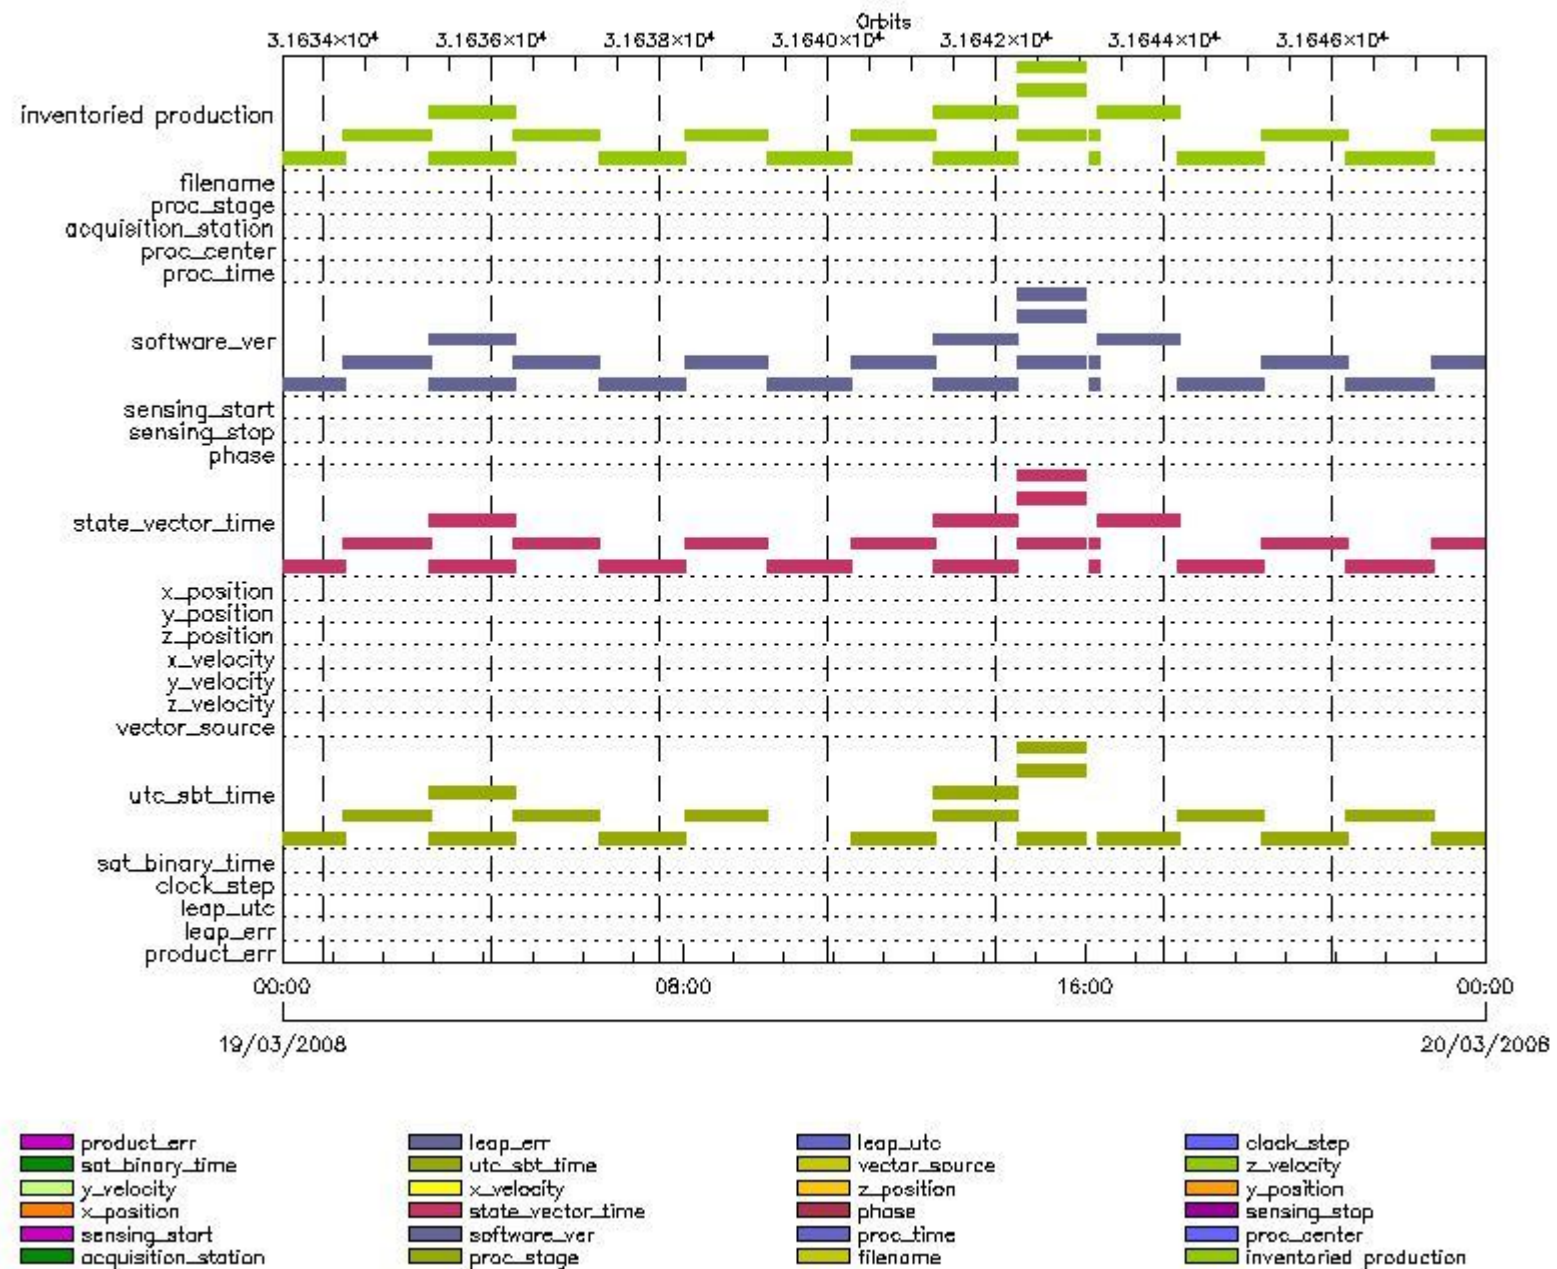 Orbits
3.1634×10⁴ 3.1636×10⁴ 3.1638×10⁴ 3.1640×10⁴ 3.1642×10⁴ 3.1644×10⁴ 3.1646×10⁴
inventoried production
filename
proc_stage
acquisition_station
proc_center
proc_time
software_ver
sensing_start
sensing_stop
phase
state_vector_time
x_position
y_position
z_position
x_velocity
y_velocity
z_velocity
vector_source
utc_sbt_time
sat_binary_time
clock_step
leap_utc
leap_err
product_err
00:00 08:00 16:00 00:00
19/03/2008 20/03/2008
product_err leap_err leap_utc clock_step
sat_binary_time utc_sbt_time vector_source z_velocity
y_velocity x_velocity z_position y_position
x_position state_vector_time phase sensing_stop
sensing_start software_ver proc_time proc_center
acquisition_station proc_stage filename inventoried production